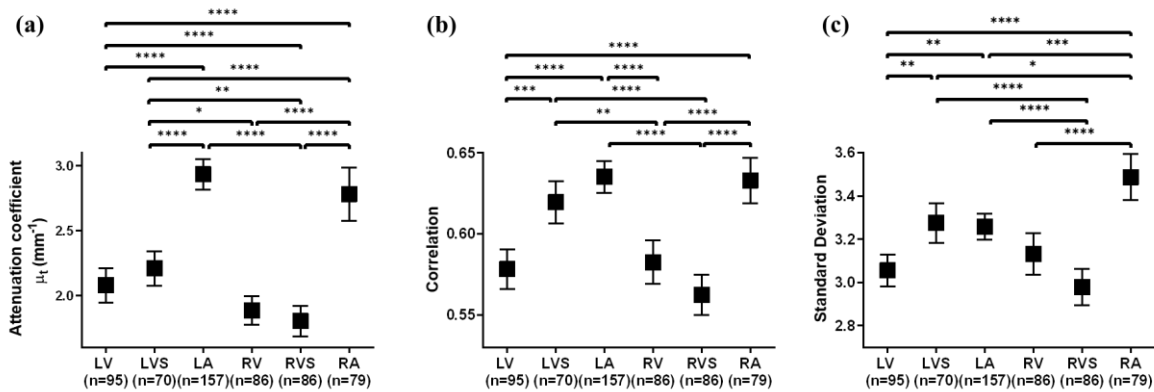 (a)
****
****
****
****
**
*
****
****
****
****
Attenuation coefficient
μt (mm-1)
3.0
2.5
2.0
LV
LVS
LA
RV
RVS
RA
(n=95)
(n=70)
(n=157)
(n=86)
(n=86)
(n=79)
(b)
****
****
****
***
****
**
****
****
****
Correlation
0.65
0.60
0.55
LV
LVS
LA
RV
RVS
RA
(n=95)
(n=70)
(n=157)
(n=86)
(n=86)
(n=79)
(c)
****
**
***
**
*
****
****
****
Standard Deviation
3.6
3.4
3.2
3.0
2.8
LV
LVS
LA
RV
RVS
RA
(n=95)
(n=70)
(n=157)
(n=86)
(n=86)
(n=79)